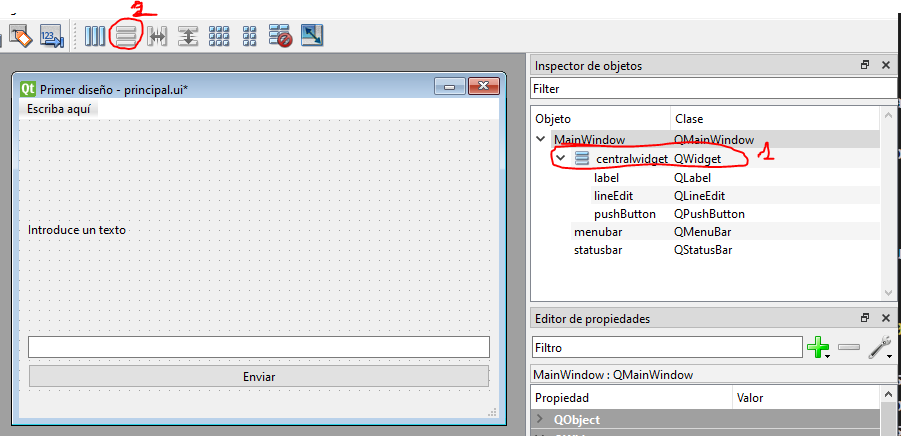 2
123
Qt Primer diseño - principal.ui*
Escriba aquí
Introduce un texto
Enviar
Inspector de objetos
Filter
Objeto Clase
MainWindow QMainWindow
centralwidget QWidget 1
label QLabel
lineEdit QLineEdit
pushButton QPushButton
menubar QMenuBar
statusbar QStatusBar
Editor de propiedades
Filtro
MainWindow : QMainWindow
Propiedad Valor
QObject